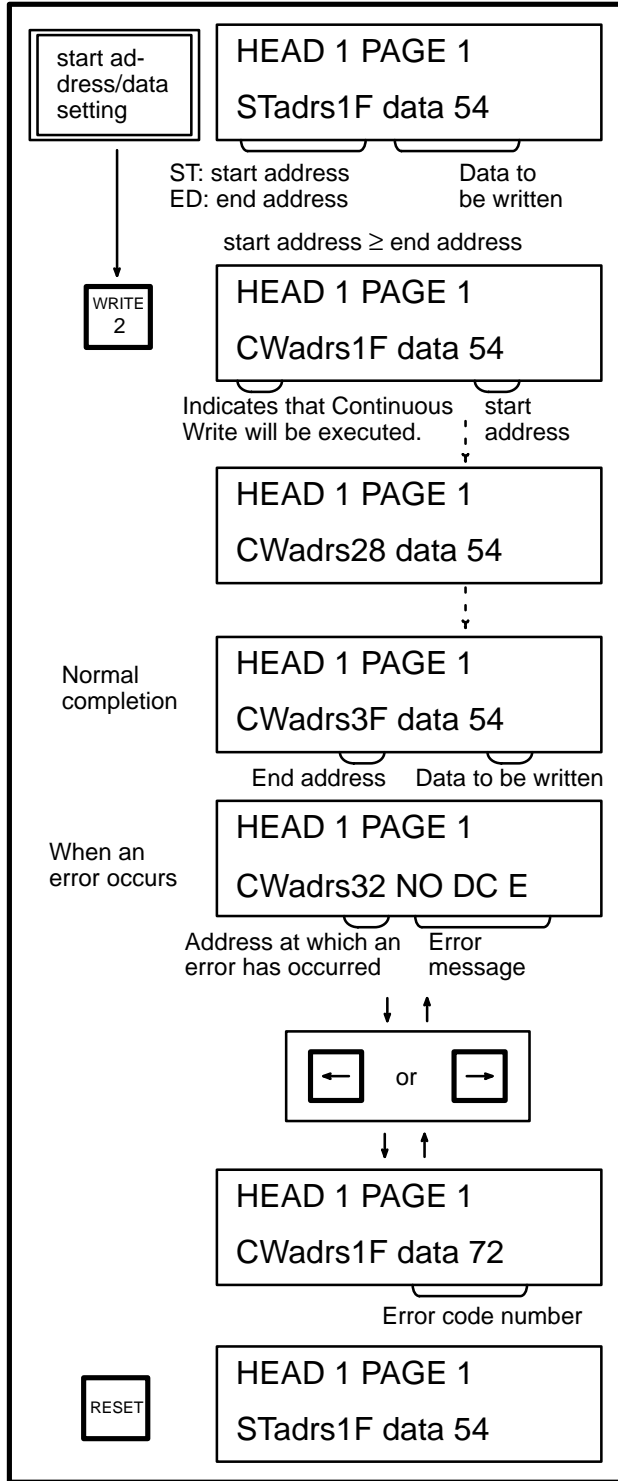 start ad-
dress/data
setting
HEAD 1 PAGE 1
STadrs1F data 54
ST: start address
ED: end address
Data to
be written
start address ≥ end address
WRITE
2
HEAD 1 PAGE 1
CWadrs1F data 54
Indicates that Continuous
Write will be executed.
start
address
HEAD 1 PAGE 1
CWadrs28 data 54
Normal
completion
HEAD 1 PAGE 1
CWadrs3F data 54
End address
Data to be written
When an
error occurs
HEAD 1 PAGE 1
CWadrs32 NO DC E
Address at which an
error has occurred
Error
message
or
HEAD 1 PAGE 1
CWadrs1F data 72
Error code number
RESET
HEAD 1 PAGE 1
STadrs1F data 54